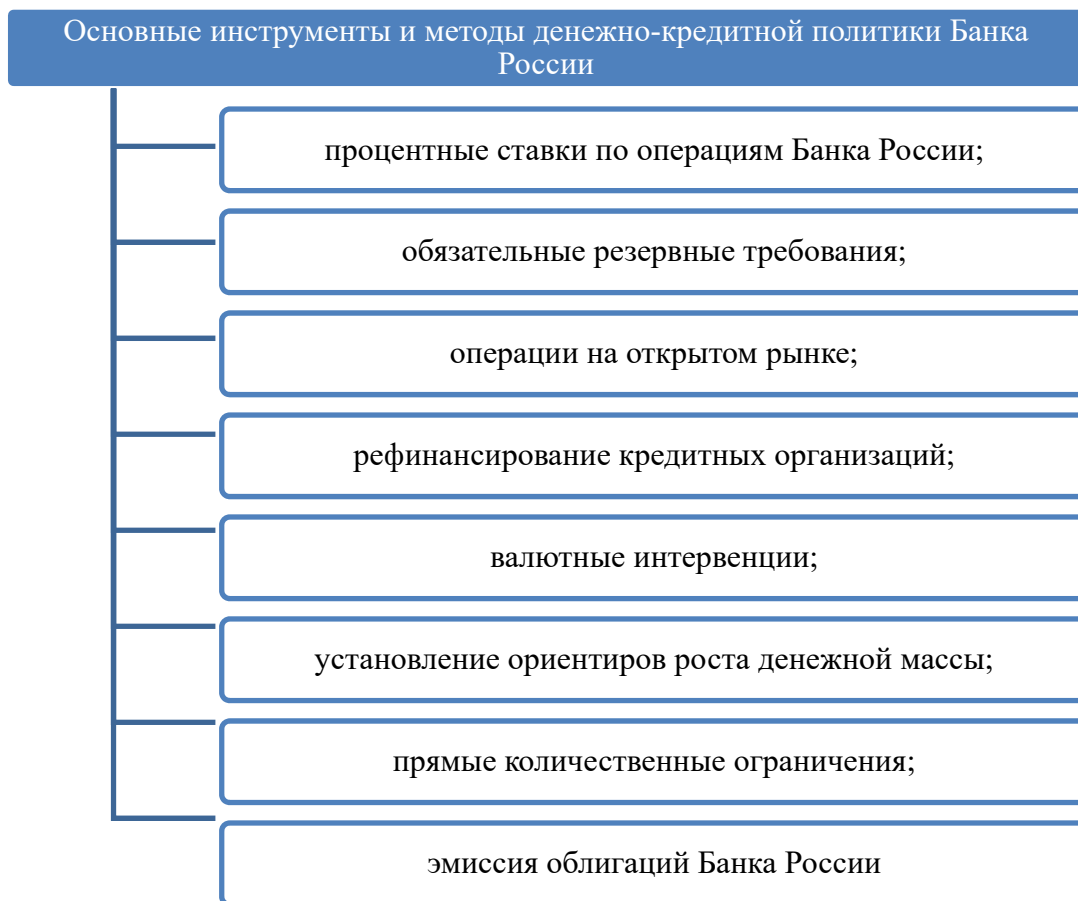 Основные инструменты и методы денежно-кредитной политики Банка
России
процентные ставки по операциям Банка России;
обязательные резервные требования;
операции на открытом рынке;
рефинансирование кредитных организаций;
валютные интервенции;
установление ориентиров роста денежной массы;
прямые количественные ограничения;
эмиссия облигаций Банка России